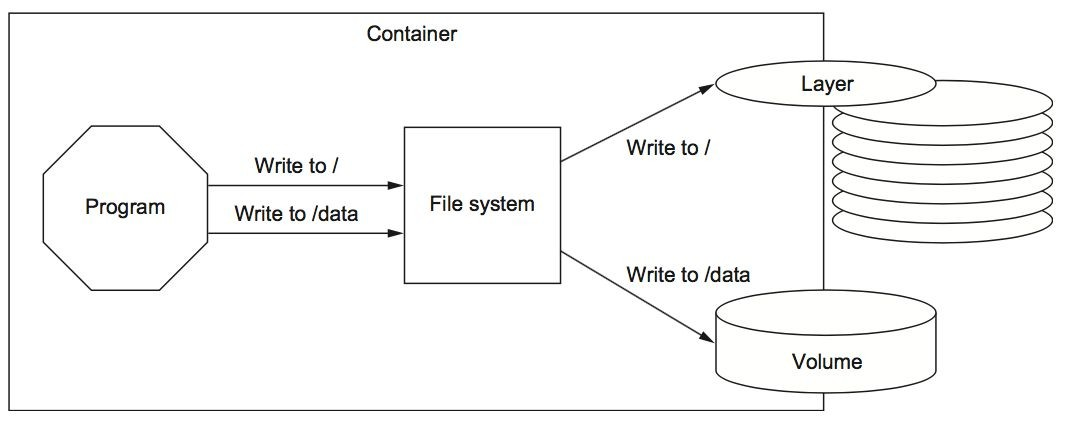 Container
Layer
Write to /
Write to /
Program
File system
Write to /data
Write to /data
Volume